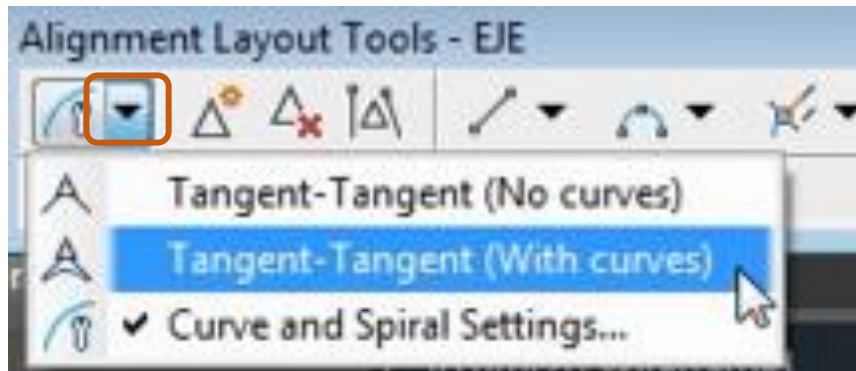 Alignment Layout Tools - EJE
Tangent-Tangent (No curves)
Tangent-Tangent (With curves)
Curve and Spiral Settings...